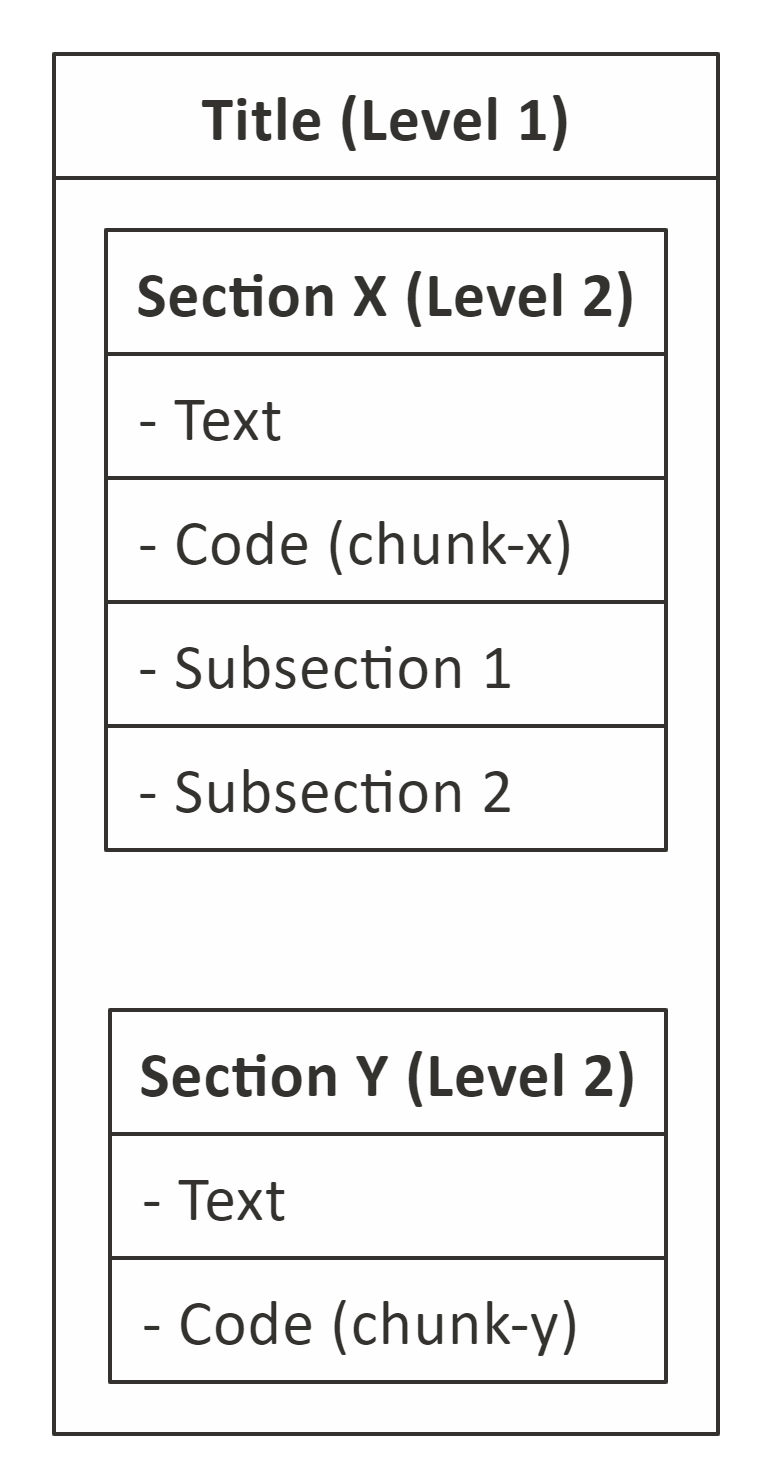 Title (Level 1)
Section X (Level 2)
- Text
- Code (chunk-x)
- Subsection 1
- Subsection 2
Section Y (Level 2)
- Text
- Code (chunk-y)